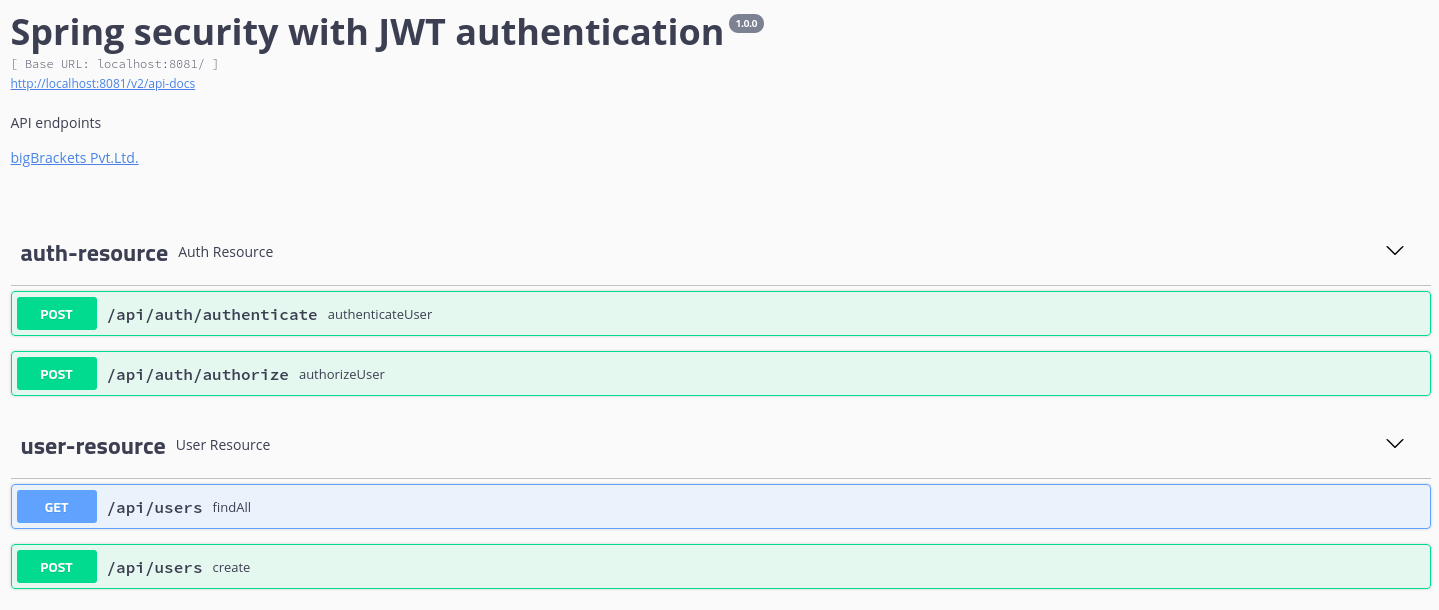 Spring security with JWT authentication 1.0.0
[ Base URL: localhost:8081/ ]
http://localhost:8081/v2/api-docs
API endpoints
bigBrackets Pvt.Ltd.
auth-resource Auth Resource
POST /api/auth/authenticate authenticateUser
POST /api/auth/authorize authorizeUser
user-resource User Resource
GET /api/users findAll
POST /api/users create